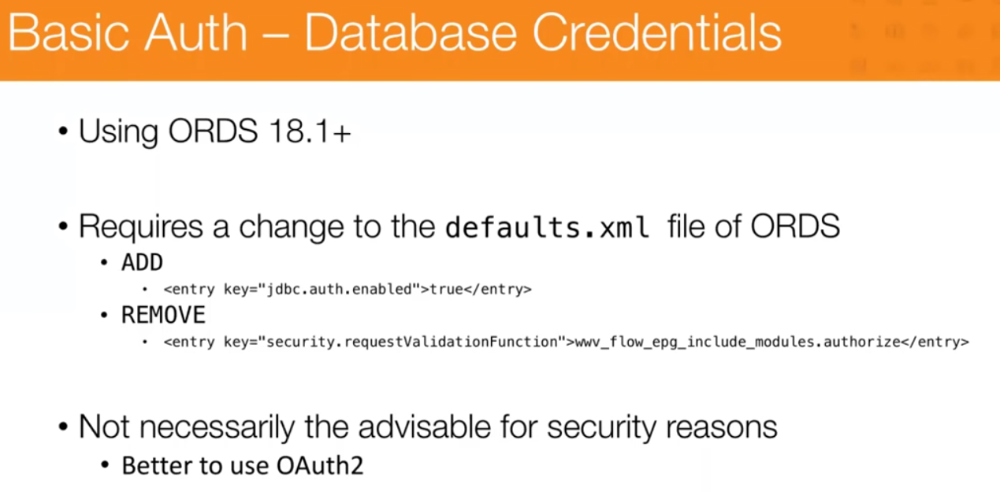 Basic Auth – Database Credentials
• Using ORDS 18.1+
• Requires a change to the defaults.xml file of ORDS
• ADD
• <entry key="jdbc.auth.enabled">true</entry>
• REMOVE
• <entry key="security.requestValidationFunction">wwv_flow_epg_include_modules.authorize</entry>
• Not necessarily the advisable for security reasons
• Better to use OAuth2